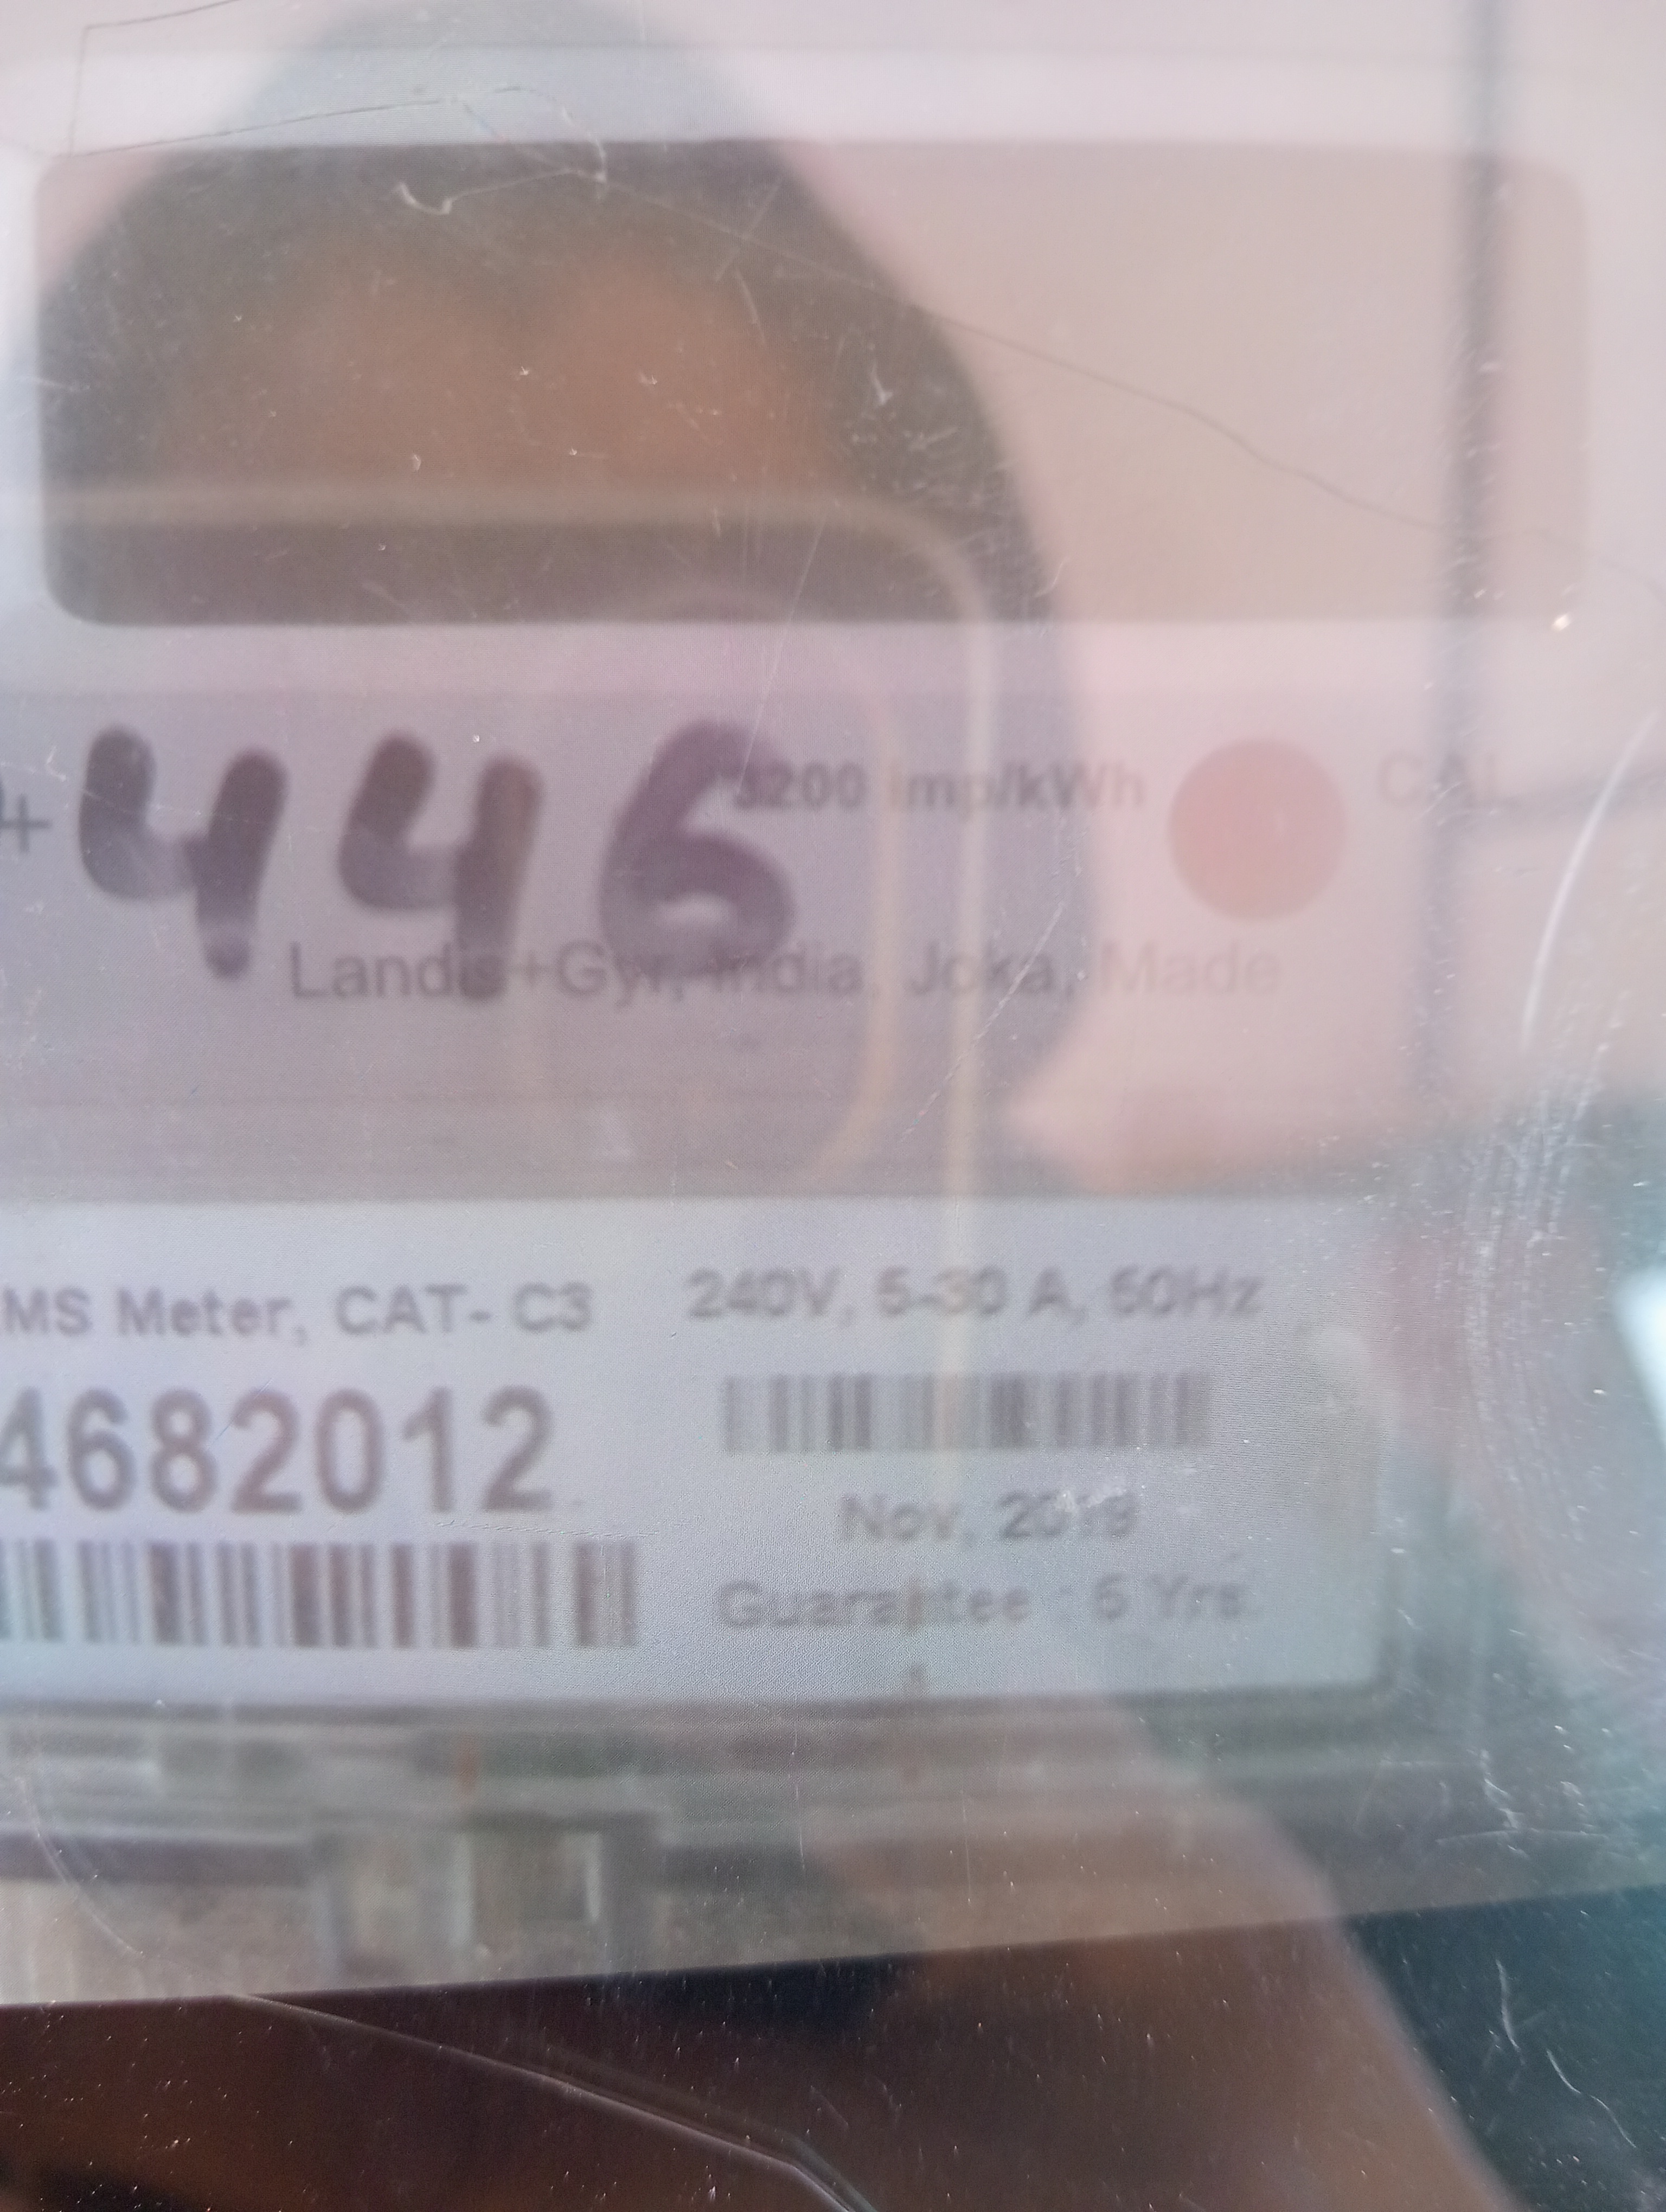 + 446 3200 imp/kWh CAL
Landis+Gyr, India, Joka, Made
MS Meter, CAT- C3 240V, 5-30 A, 50Hz
4682012
Nov, 2019
Guarantee : 5 Yrs